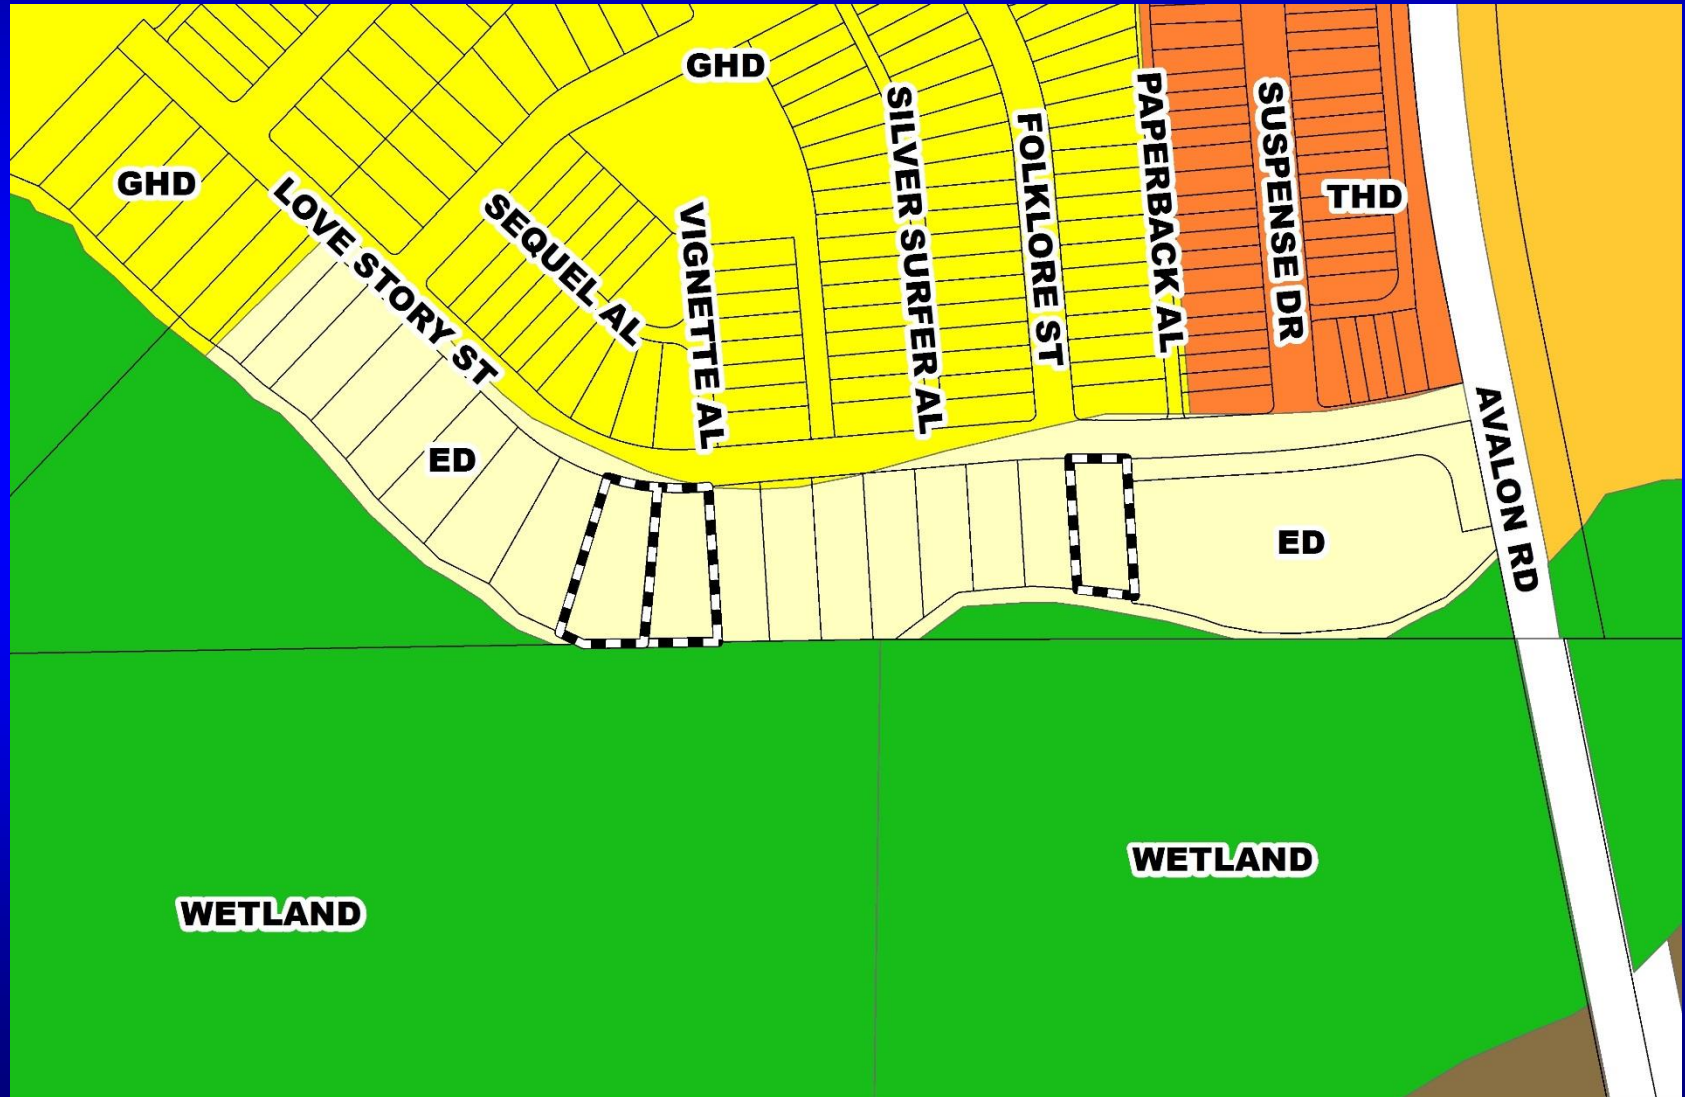 GHD
GHD
LOVE STORY ST
SEQUEL AL
VIGNETTE AL
SILVER SURFER AL
FOLKLORE ST
PAPERBACK AL
SUSPENSE DR
THD
AVALON RD
ED
ED
WETLAND
WETLAND